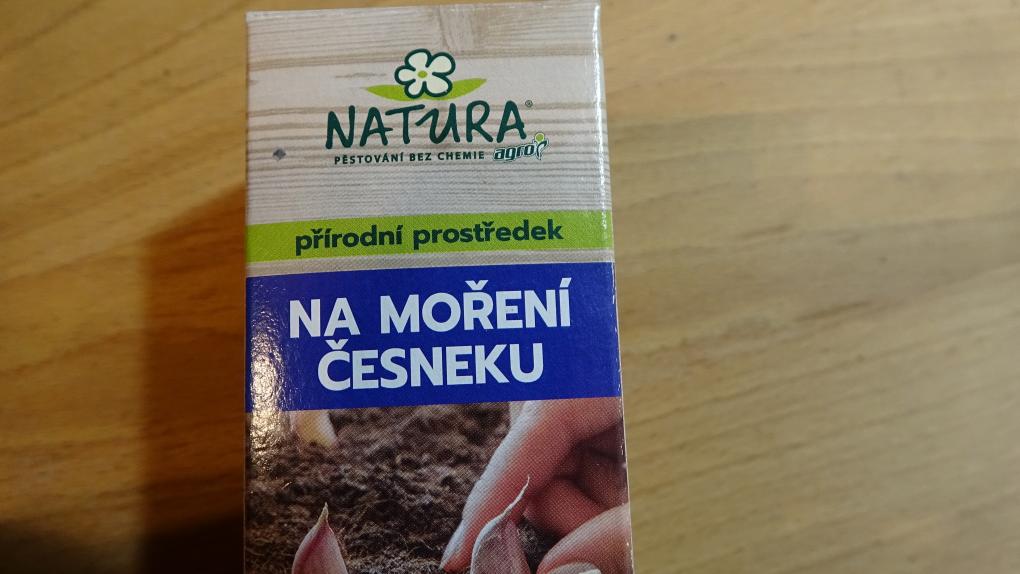 NATURA®
PĚSTOVÁNÍ BEZ CHEMIE agro
přírodní prostředek
NA MOŘENÍ
ČESNEKU